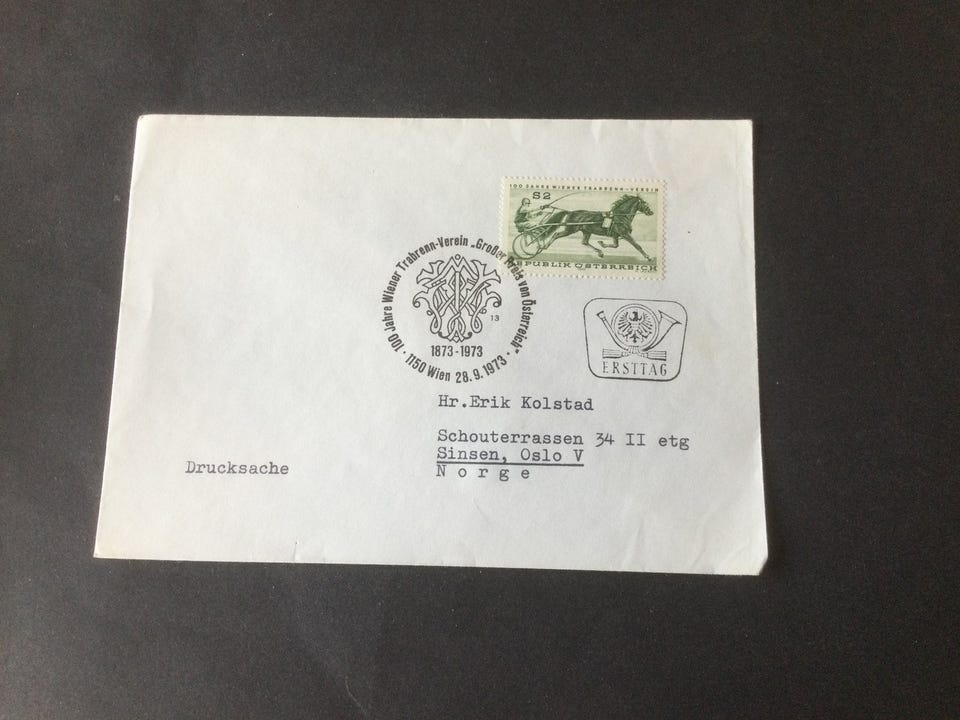 100 JAHRE WIENER TRABRENN-VEREIN
S2
REPUBLIK ÖSTERREICH
100 Jahre Wiener Trabrenn-Verein „Großer Preis von Österreich"
13
1873-1973
· 1150 Wien 28.9.1973 ·
ERSTTAG
Hr.Erik Kolstad
Schouterrassen 34 II etg
Sinsen, Oslo V
N o r g e
Drucksache